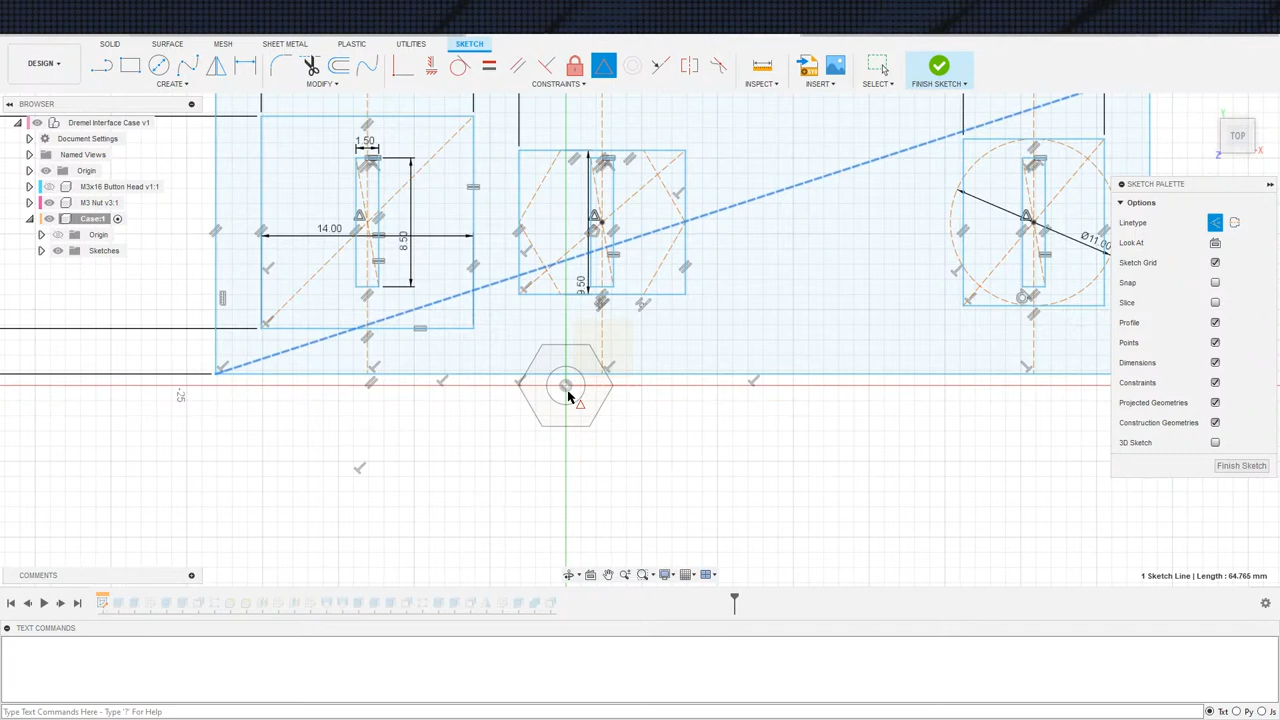 SOLID SURFACE MESH SHEET METAL PLASTIC UTILITIES SKETCH
DESIGN
CREATE MODIFY CONSTRAINTS INSPECT INSERT SELECT FINISH SKETCH
BROWSER
Dremel Interface Case v1
Document Settings
Named Views
Origin
M3x16 Button Head v1:1
M3 Nut v3:1
Case:1
Origin
Sketches
1.50
14.00
8.50
9.50
Ø11.00
-25
TOP
Y
Z
X
SKETCH PALETTE
Options
Linetype
Look At
Sketch Grid
Snap
Slice
Profile
Points
Dimensions
Constraints
Projected Geometries
Construction Geometries
3D Sketch
Finish Sketch
COMMENTS
1 Sketch Line | Length : 64.765 mm
TEXT COMMANDS
Type Text Commands Here - Type '?' For Help
Txt Py Js